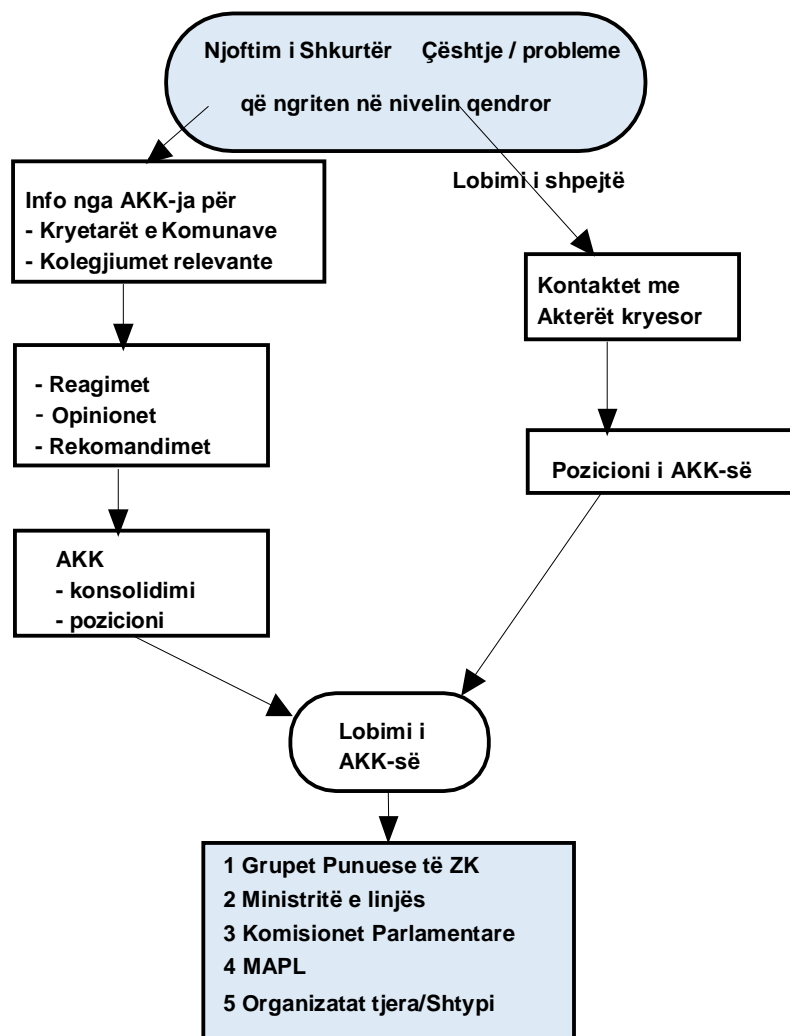 Njoftim i Shkurtër Çështje / probleme
që ngriten në nivelin qendror
Lobimi i shpejtë
Info nga AKK-ja për
- Kryetarët e Komunave
- Kolegjiumet relevante
Kontaktet me
Akterët kryesor
- Reagimet
- Opinionet
- Rekomandimet
Pozicioni i AKK-së
AKK
- konsolidimi
- pozicioni
Lobimi i
AKK-së
1 Grupet Punuese të ZK
2 Ministritë e linjës
3 Komisionet Parlamentare
4 MAPL
5 Organizatat tjera/Shtypi